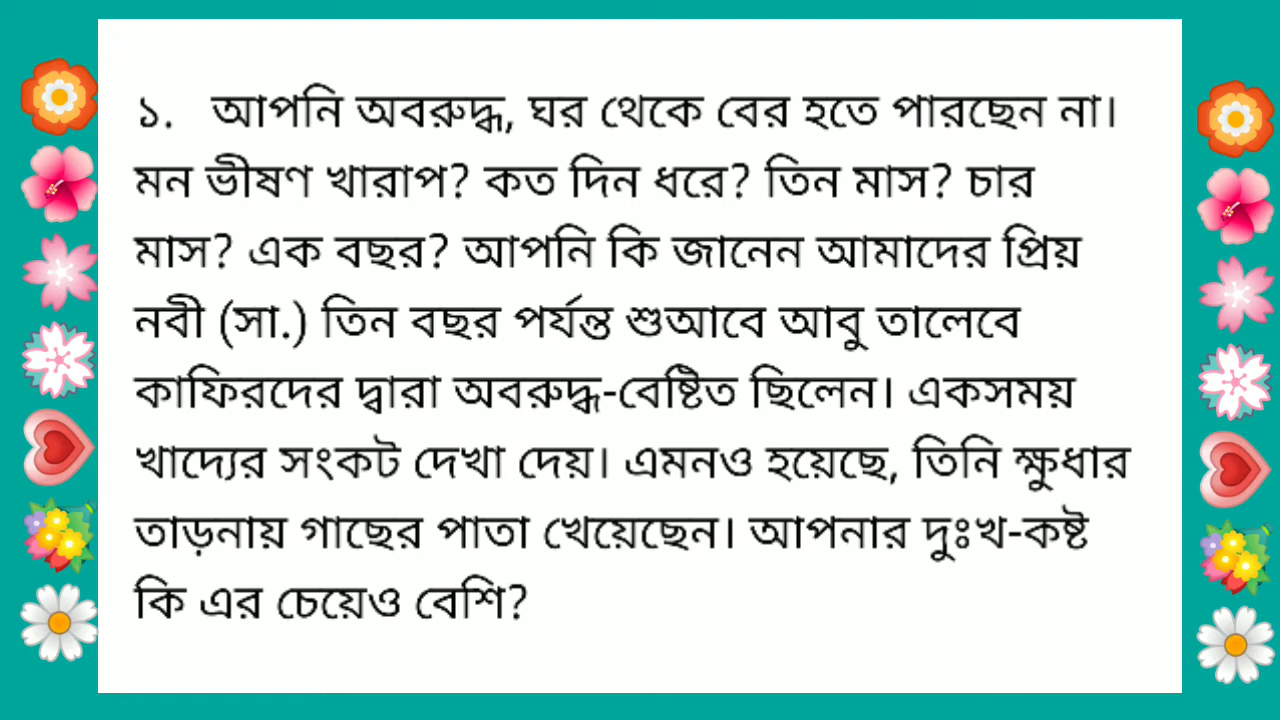 ১. আপনি অবরুদ্ধ, ঘর থেকে বের হতে পারছেন না।
মন ভীষণ খারাপ? কত দিন ধরে? তিন মাস? চার
মাস? এক বছর? আপনি কি জানেন আমাদের প্রিয়
নবী (সা.) তিন বছর পর্যন্ত শুআবে আবু তালেবে
কাফিরদের দ্বারা অবরুদ্ধ-বেষ্টিত ছিলেন। একসময়
খাদ্যের সংকট দেখা দেয়। এমনও হয়েছে, তিনি ক্ষুধার
তাড়নায় গাছের পাতা খেয়েছেন। আপনার দুঃখ-কষ্ট
কি এর চেয়েও বেশি?